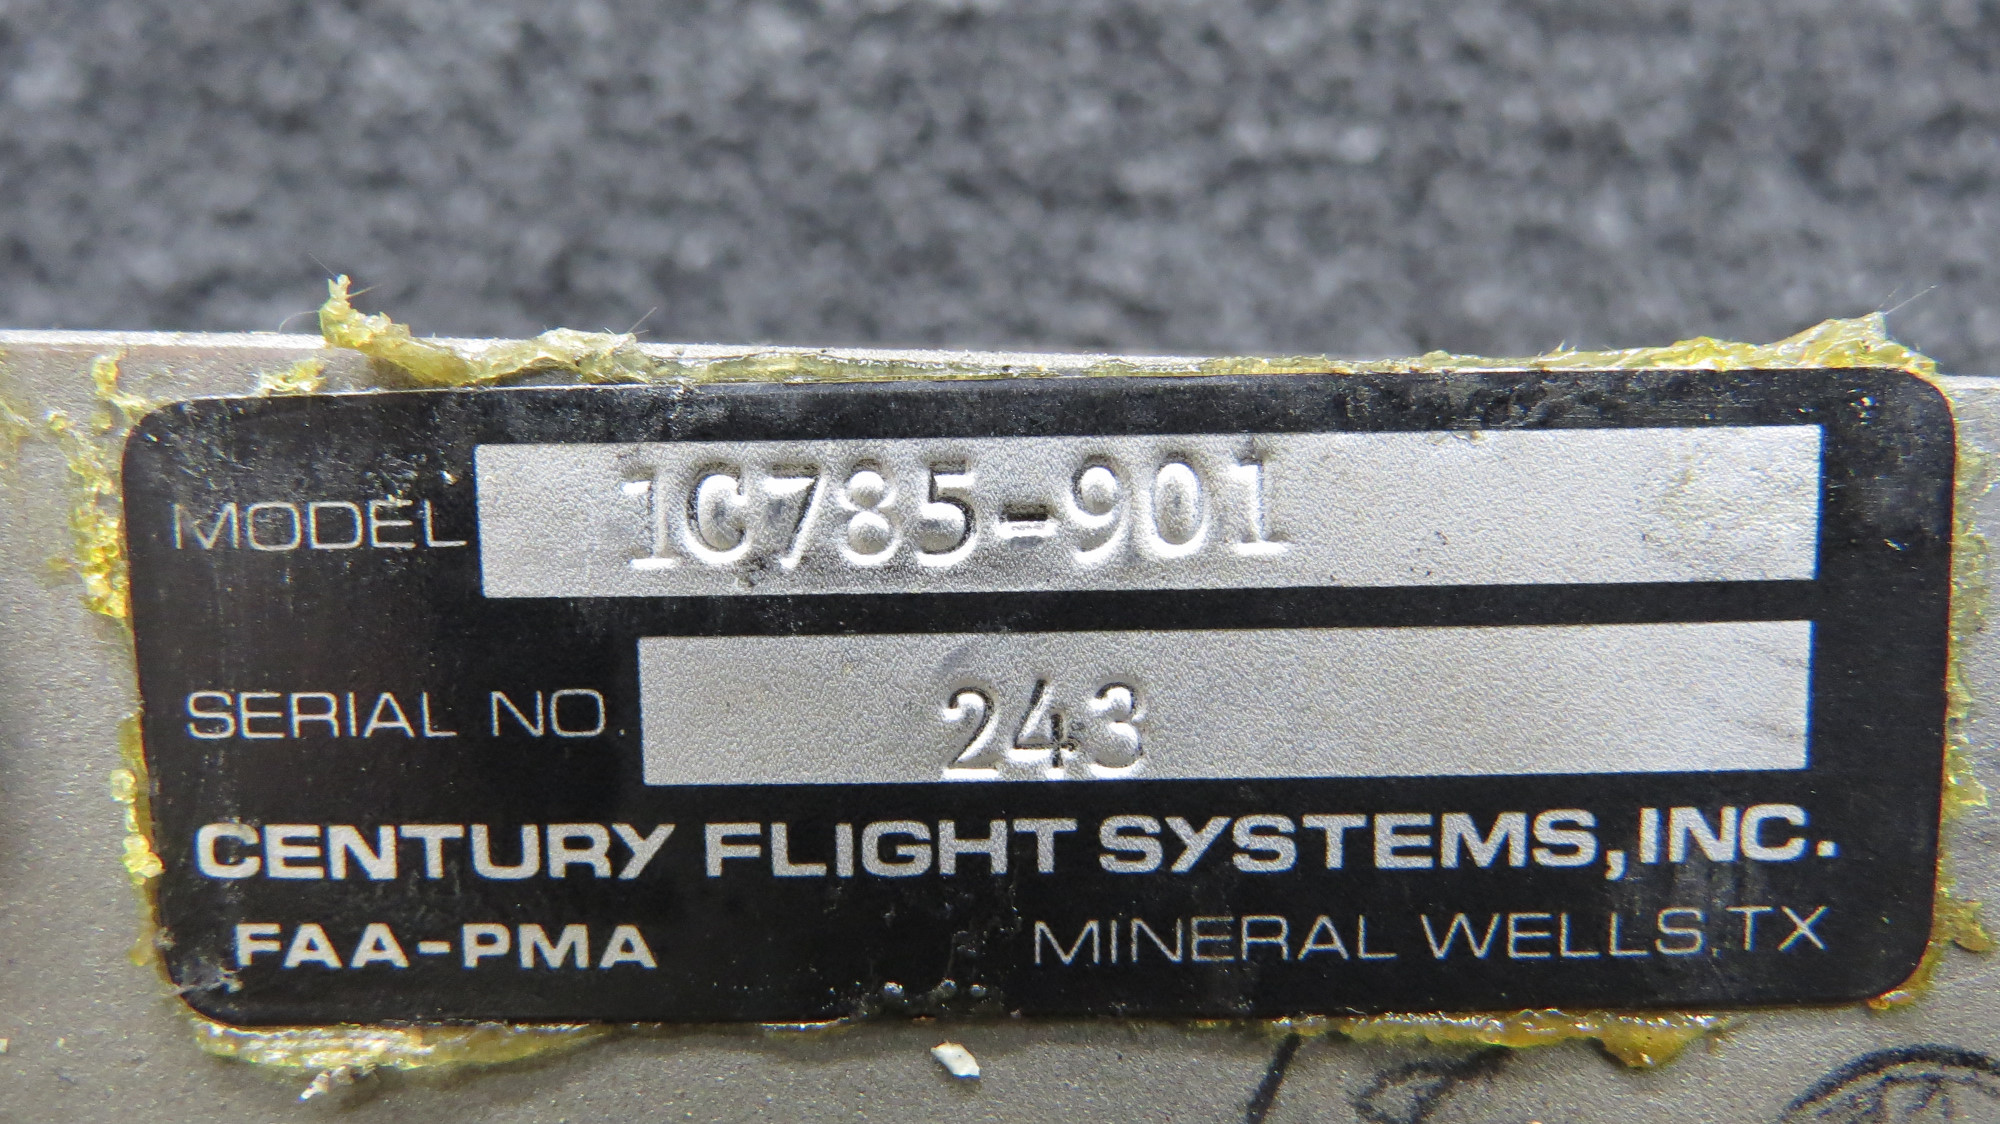 MODEL 1C785-901
SERIAL NO. 243
CENTURY FLIGHT SYSTEMS, INC.
FAA-PMA MINERAL WELLS, TX